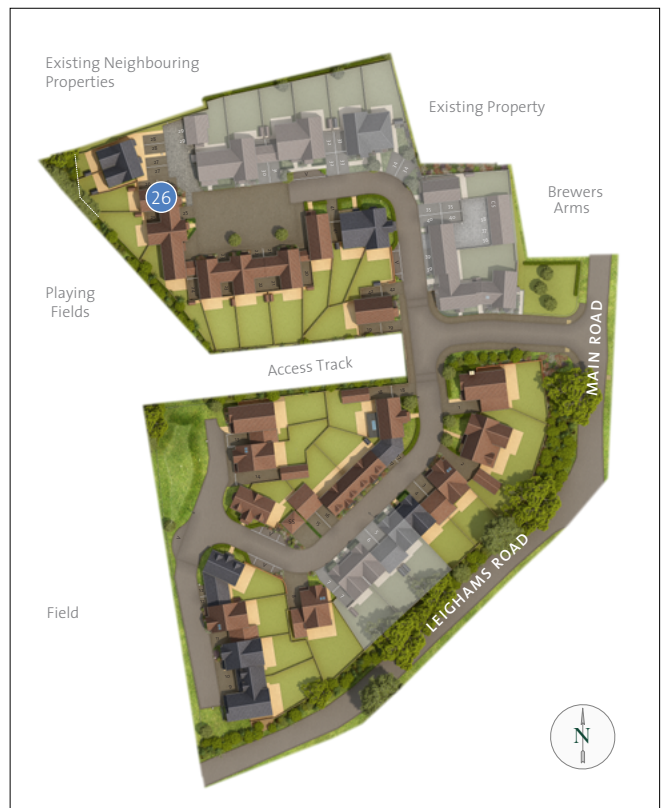 Existing Neighbouring
Properties
Existing Property
Brewers
Arms
26
Playing
Fields
MAIN ROAD
Access Track
LEIGHAMS ROAD
Field
N